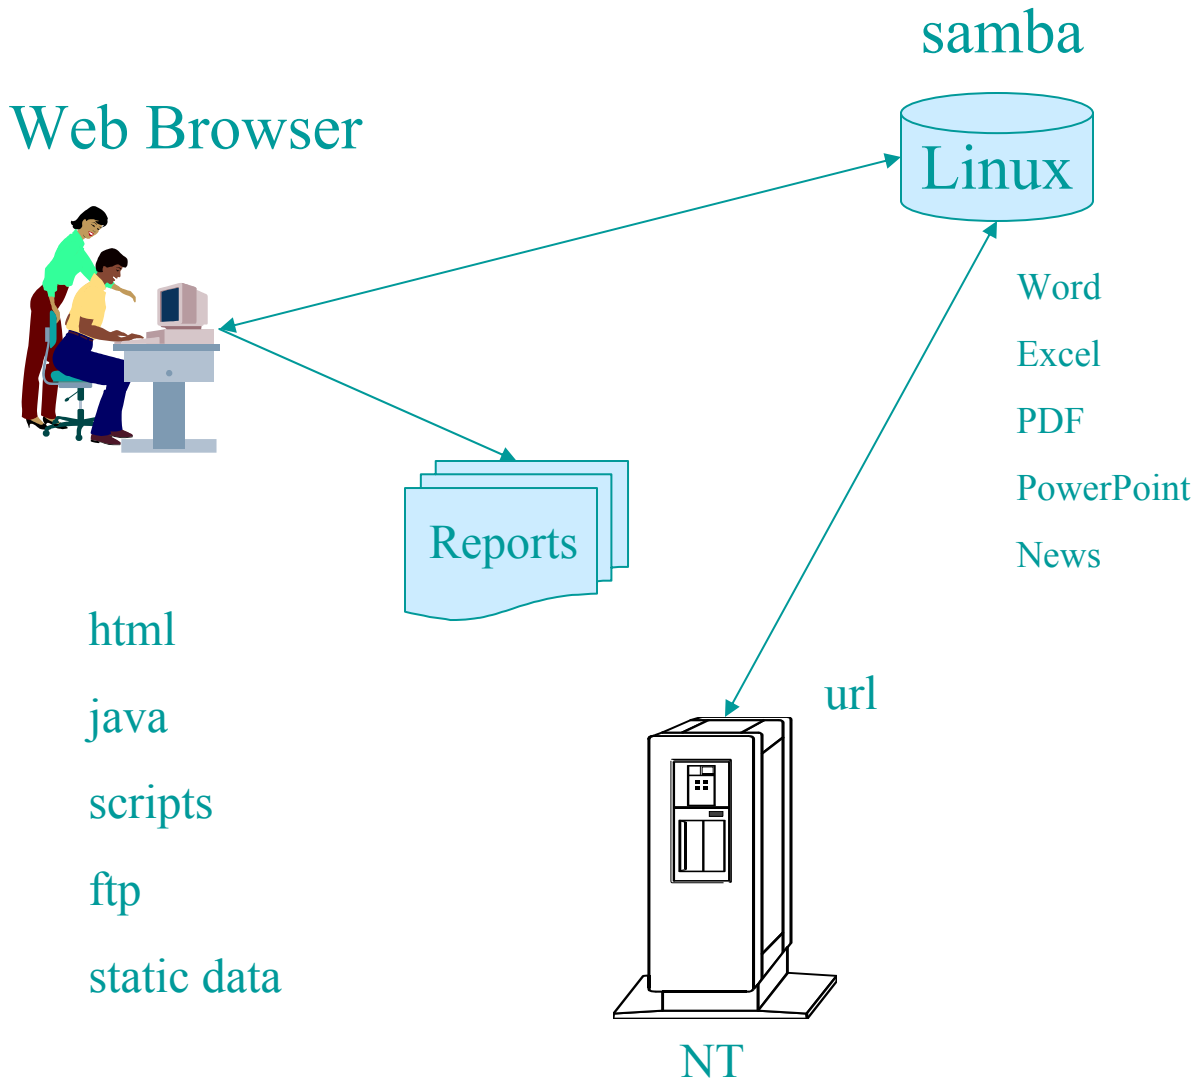 samba
Web Browser
Linux
Word
Excel
PDF
PowerPoint
News
Reports
html
java
scripts
ftp
static data
url
NT